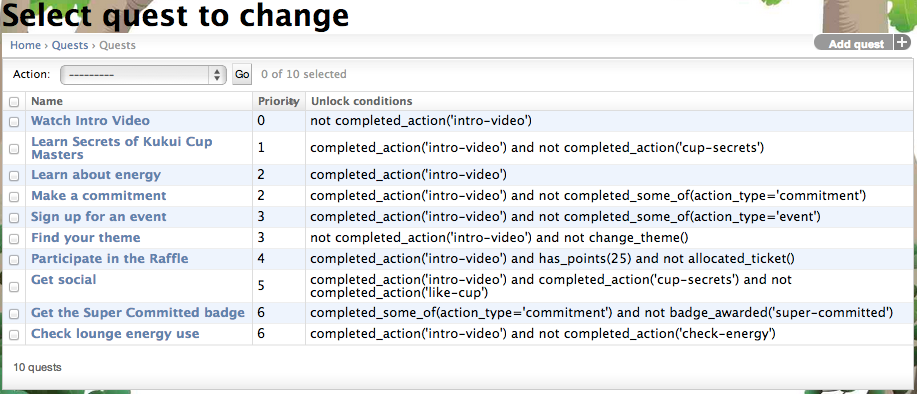 Select quest to change
Home › Quests › Quests
Add quest +
Action: --------- Go 0 of 10 selected
Name Priority Unlock conditions
Watch Intro Video 0 not completed_action('intro-video')
Learn Secrets of Kukui Cup
Masters 1 completed_action('intro-video') and not completed_action('cup-secrets')
Learn about energy 2 completed_action('intro-video')
Make a commitment 2 completed_action('intro-video') and not completed_some_of(action_type='commitment')
Sign up for an event 3 completed_action('intro-video') and not completed_some_of(action_type='event')
Find your theme 3 not completed_action('intro-video') and not change_theme()
Participate in the Raffle 4 completed_action('intro-video') and has_points(25) and not allocated_ticket()
Get social 5 completed_action('intro-video') and completed_action('cup-secrets') and not
completed_action('like-cup')
Get the Super Committed badge 6 completed_some_of(action_type='commitment') and not badge_awarded('super-committed')
Check lounge energy use 6 completed_action('intro-video') and not completed_action('check-energy')
10 quests